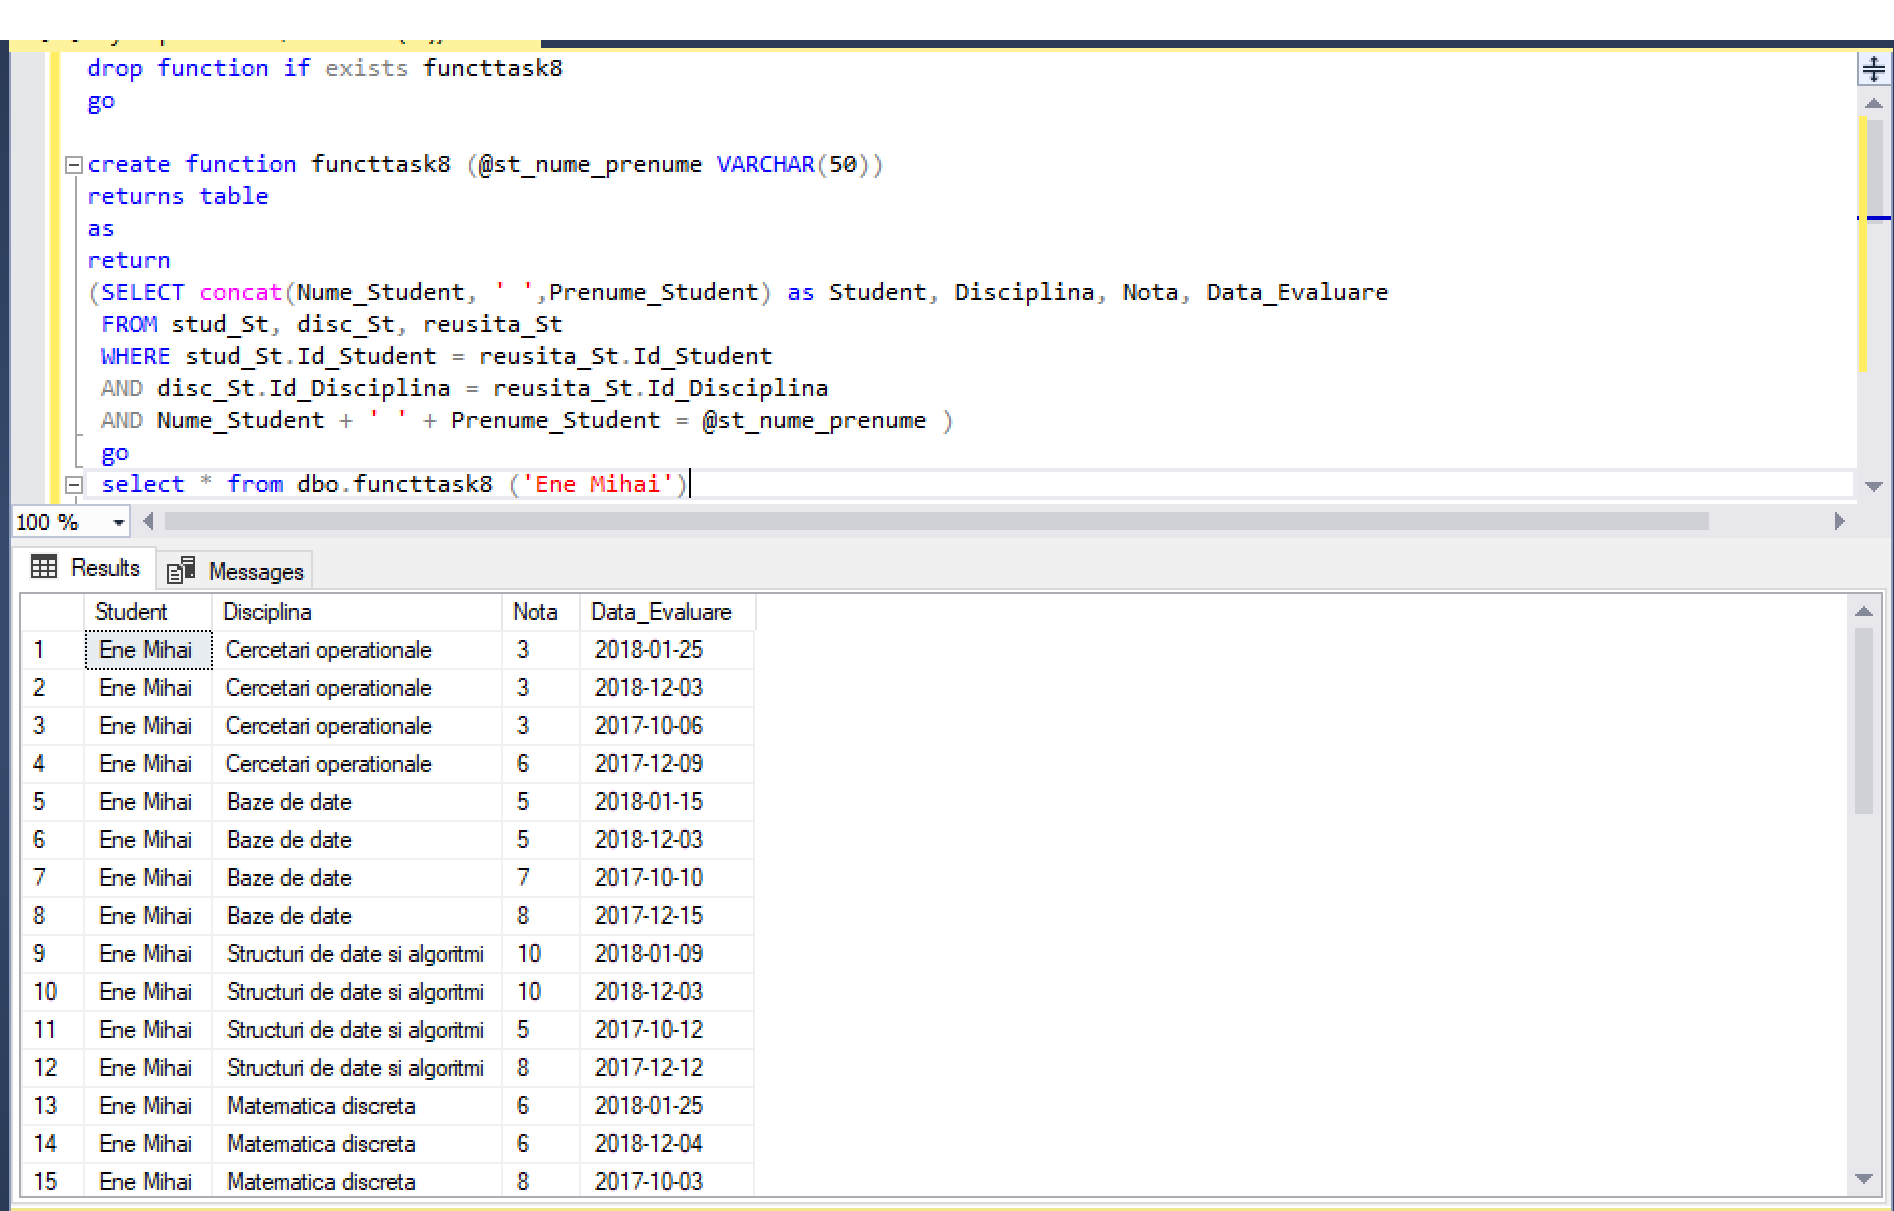 drop function if exists functtask8
go
create function functtask8 (@st_nume_prenume VARCHAR(50))
returns table
as
return
(SELECT concat(Nume_Student, ' ',Prenume_Student) as Student, Disciplina, Nota, Data_Evaluare
FROM stud_St, disc_St, reusita_St
WHERE stud_St.Id_Student = reusita_St.Id_Student
AND disc_St.Id_Disciplina = reusita_St.Id_Disciplina
AND Nume_Student + ' ' + Prenume_Student = @st_nume_prenume )
go
select * from dbo.functtask8 ('Ene Mihai')
100 %
Results Messages
Student Disciplina Nota Data_Evaluare
1 Ene Mihai Cercetari operationale 3 2018-01-25
2 Ene Mihai Cercetari operationale 3 2018-12-03
3 Ene Mihai Cercetari operationale 3 2017-10-06
4 Ene Mihai Cercetari operationale 6 2017-12-09
5 Ene Mihai Baze de date 5 2018-01-15
6 Ene Mihai Baze de date 5 2018-12-03
7 Ene Mihai Baze de date 7 2017-10-10
8 Ene Mihai Baze de date 8 2017-12-15
9 Ene Mihai Structuri de date si algoritmi 10 2018-01-09
10 Ene Mihai Structuri de date si algoritmi 10 2018-12-03
11 Ene Mihai Structuri de date si algoritmi 5 2017-10-12
12 Ene Mihai Structuri de date si algoritmi 8 2017-12-12
13 Ene Mihai Matematica discreta 6 2018-01-25
14 Ene Mihai Matematica discreta 6 2018-12-04
15 Ene Mihai Matematica discreta 8 2017-10-03